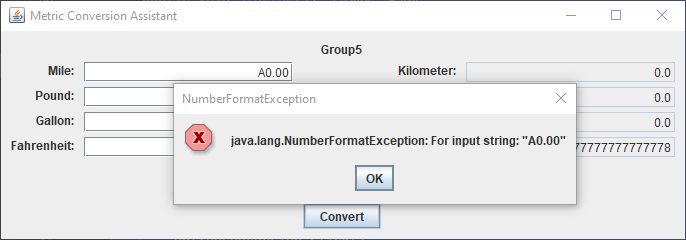 Metric Conversion Assistant
Group5
Mile: A0.00 Kilometer: 0.0
NumberFormatException
Pound: 0.0
java.lang.NumberFormatException: For input string: "A0.00"
Gallon: 0.0
Fahrenheit: 77777777777778
OK
Convert